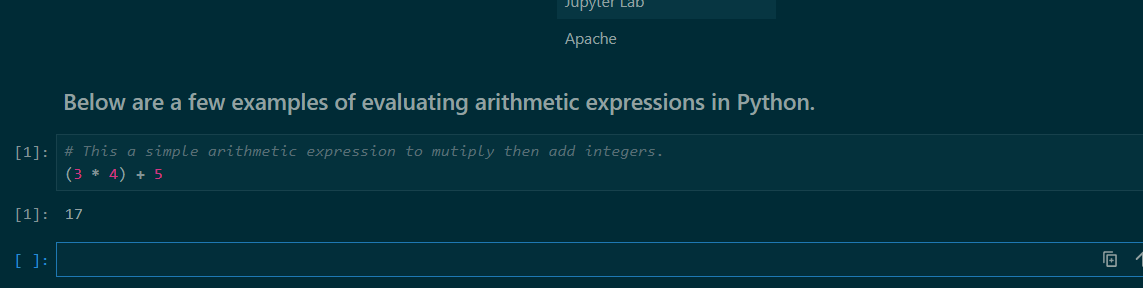 Jupyter Lab
Apache
Below are a few examples of evaluating arithmetic expressions in Python.
[1]: # This a simple arithmetic expression to mutiply then add integers.
(3 * 4) + 5
[1]: 17
[ ]: